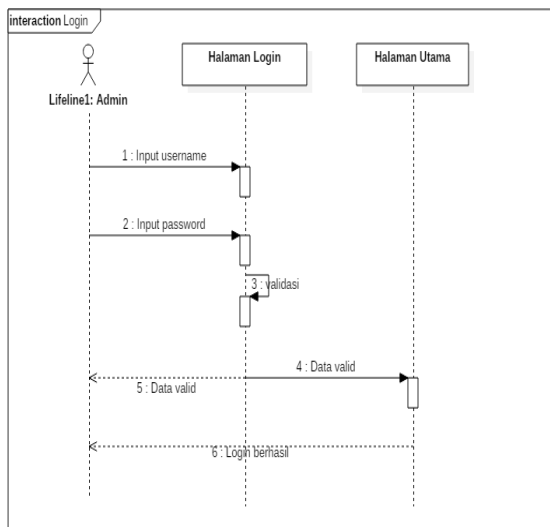 interaction Login
Halaman Login
Halaman Utama
Lifeline1: Admin
1 : Input username
2 : Input password
3 : validasi
4 : Data valid
5 : Data valid
6 : Login berhasil